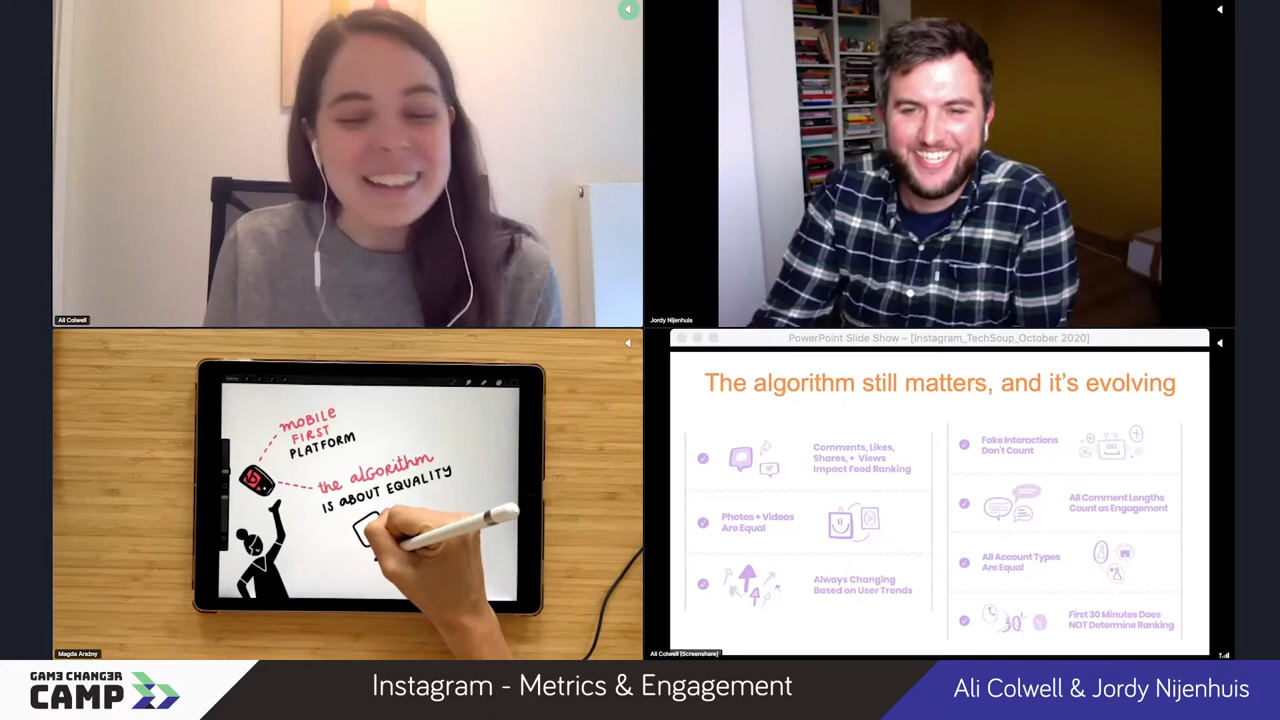 Ali Colwell
Jordy Nijenhuis
MOBILE
FIRST
PLATFORM
the algorithm
IS ABOUT EQUALITY
Magda Arażny
PowerPoint Slide Show – [Instagram_TechSoup_October 2020]
The algorithm still matters, and it's evolving
Comments, Likes,
Shares, + Views
Impact Feed Ranking
Photos + Videos
Are Equal
Always Changing
Based on User Trends
Fake Interactions
Don't Count
All Comment Lengths
Count as Engagement
All Account Types
Are Equal
30
First 30 Minutes Does
NOT Determine Ranking
Ali Colwell [Screenshare]
GAME CHANGER
CAMP
Instagram - Metrics & Engagement
Ali Colwell & Jordy Nijenhuis